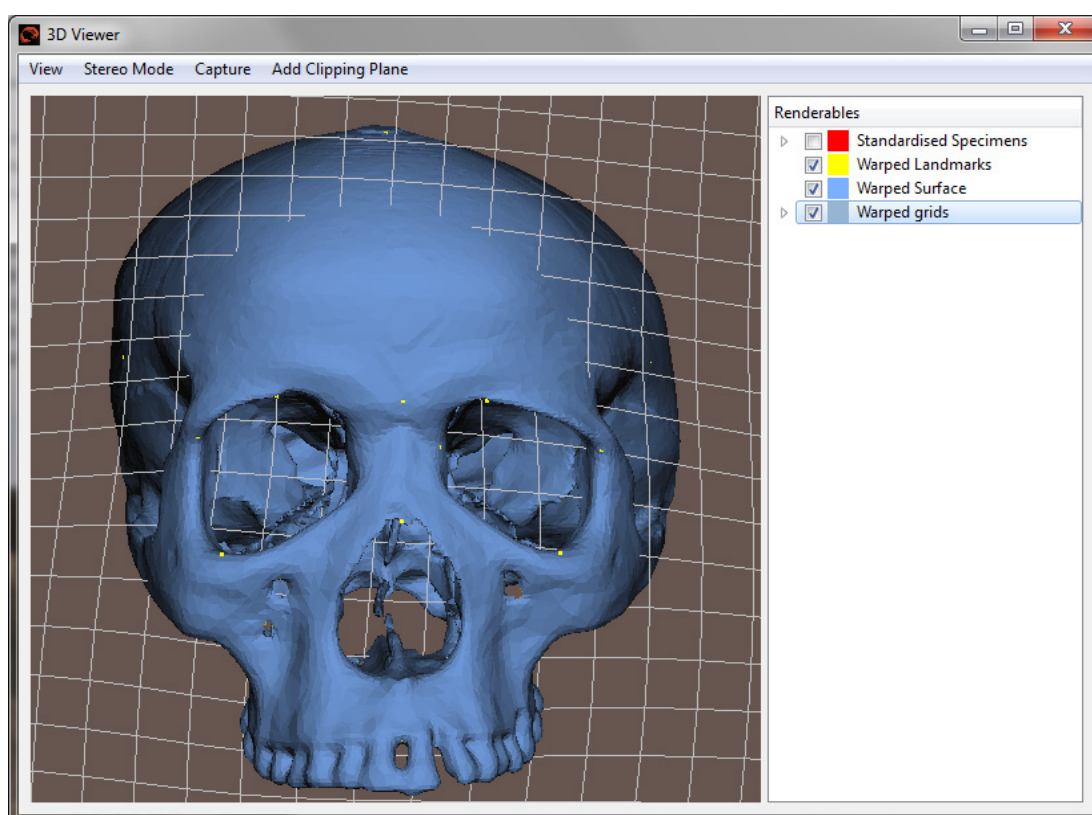 3D Viewer
View Stereo Mode Capture Add Clipping Plane
Renderables
Standardised Specimens
Warped Landmarks
Warped Surface
Warped grids